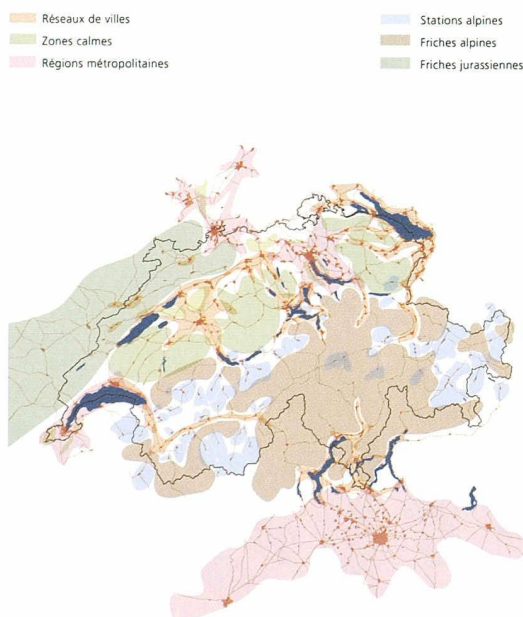 Réseaux de villes
Zones calmes
Régions métropolitaines
Stations alpines
Friches alpines
Friches jurassiennes